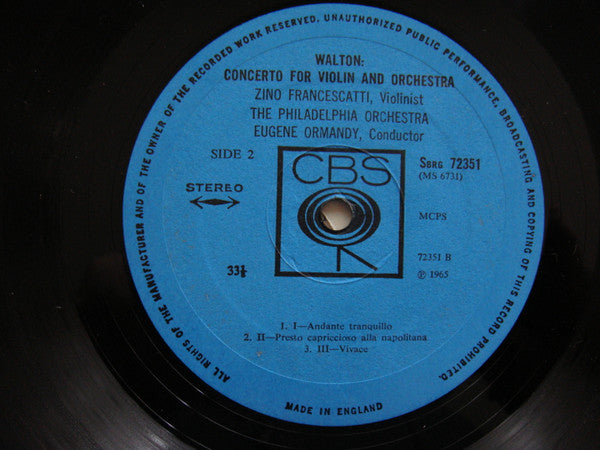 ALL RIGHTS OF THE MANUFACTURER AND OF THE OWNER OF THE RECORDED WORK RESERVED. UNAUTHORIZED PUBLIC PERFORMANCE, BROADCASTING AND COPYING OF THIS RECORD PROHIBITED.
WALTON:
CONCERTO FOR VIOLIN AND ORCHESTRA
ZINO FRANCESCATTI, Violinist
THE PHILADELPHIA ORCHESTRA
EUGENE ORMANDY, Conductor
SIDE 2
CBS
SBRG 72351
(MS 6731)
STEREO
MCPS
33⅓
72351 B
℗ 1965
1. I—Andante tranquillo
2. II—Presto capriccioso alla napolitana
3. III—Vivace
MADE IN ENGLAND